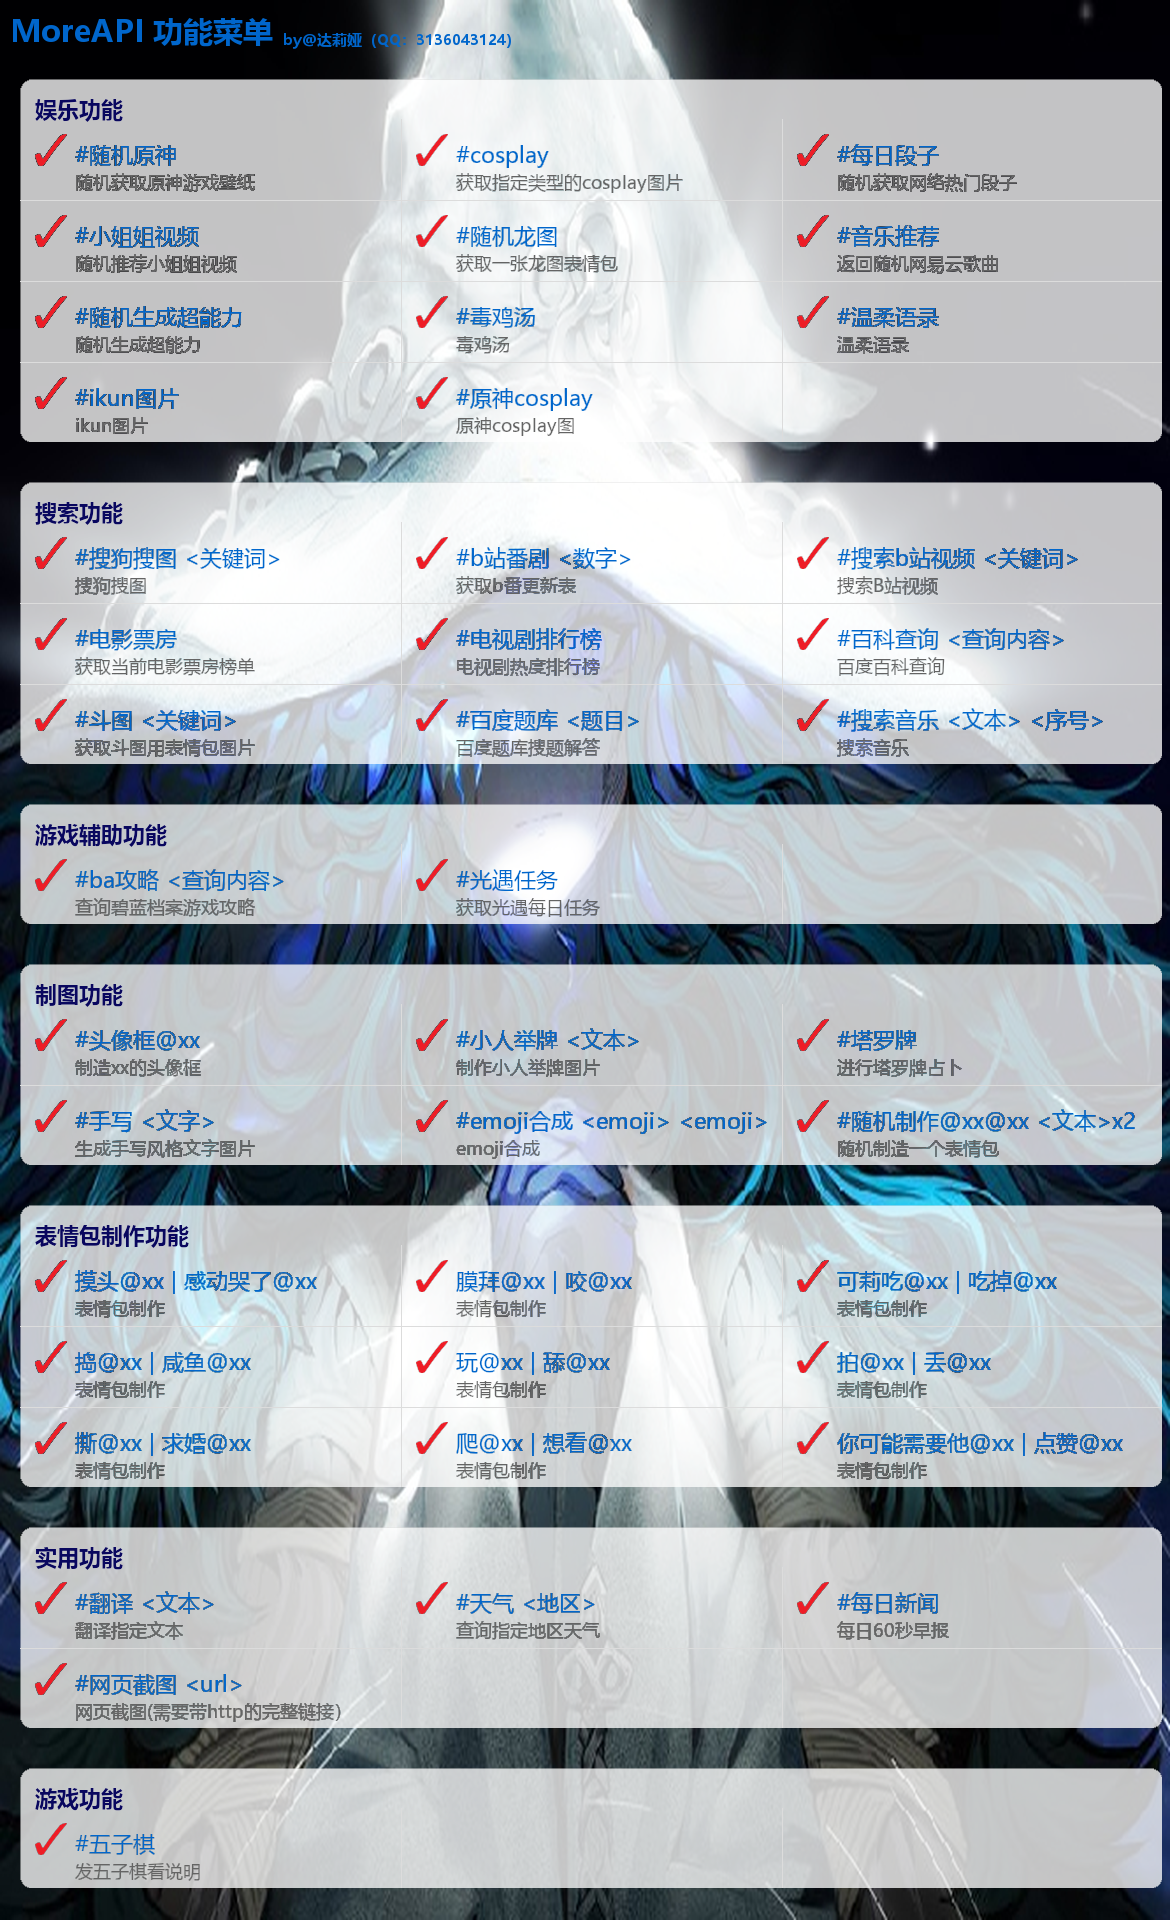 MoreAPI 功能菜单 by@达莉娅（QQ：3136043124）
娱乐功能
#随机原神
随机获取原神游戏壁纸
#cosplay
获取指定类型的cosplay图片
#每日段子
随机获取网络热门段子
#小姐姐视频
随机推荐小姐姐视频
#随机龙图
获取一张龙图表情包
#音乐推荐
返回随机网易云歌曲
#随机生成超能力
随机生成超能力
#毒鸡汤
毒鸡汤
#温柔语录
温柔语录
#ikun图片
ikun图片
#原神cosplay
原神cosplay图
搜索功能
#搜狗搜图 <关键词>
搜狗搜图
#b站番剧 <数字>
获取b番更新表
#搜索b站视频 <关键词>
搜索B站视频
#电影票房
获取当前电影票房榜单
#电视剧排行榜
电视剧热度排行榜
#百科查询 <查询内容>
百度百科查询
#斗图 <关键词>
获取斗图用表情包图片
#百度题库 <题目>
百度题库搜题解答
#搜索音乐 <文本> <序号>
搜索音乐
游戏辅助功能
#ba攻略 <查询内容>
查询碧蓝档案游戏攻略
#光遇任务
获取光遇每日任务
制图功能
#头像框@xx
制造xx的头像框
#小人举牌 <文本>
制作小人举牌图片
#塔罗牌
进行塔罗牌占卜
#手写 <文字>
生成手写风格文字图片
#emoji合成 <emoji> <emoji>
emoji合成
#随机制作@xx@xx <文本>x2
随机制造一个表情包
表情包制作功能
摸头@xx | 感动哭了@xx
表情包制作
膜拜@xx | 咬@xx
表情包制作
可莉吃@xx | 吃掉@xx
表情包制作
捣@xx | 咸鱼@xx
表情包制作
玩@xx | 舔@xx
表情包制作
拍@xx | 丢@xx
表情包制作
撕@xx | 求婚@xx
表情包制作
爬@xx | 想看@xx
表情包制作
你可能需要他@xx | 点赞@xx
表情包制作
实用功能
#翻译 <文本>
翻译指定文本
#天气 <地区>
查询指定地区天气
#每日新闻
每日60秒早报
#网页截图 <url>
网页截图(需要带http的完整链接)
游戏功能
#五子棋
发五子棋看说明